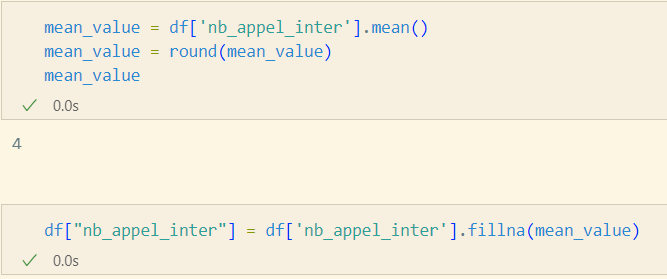 mean_value = df['nb_appel_inter'].mean()
mean_value = round(mean_value)
mean_value
0.0s
4
df["nb_appel_inter"] = df['nb_appel_inter'].fillna(mean_value)
0.0s